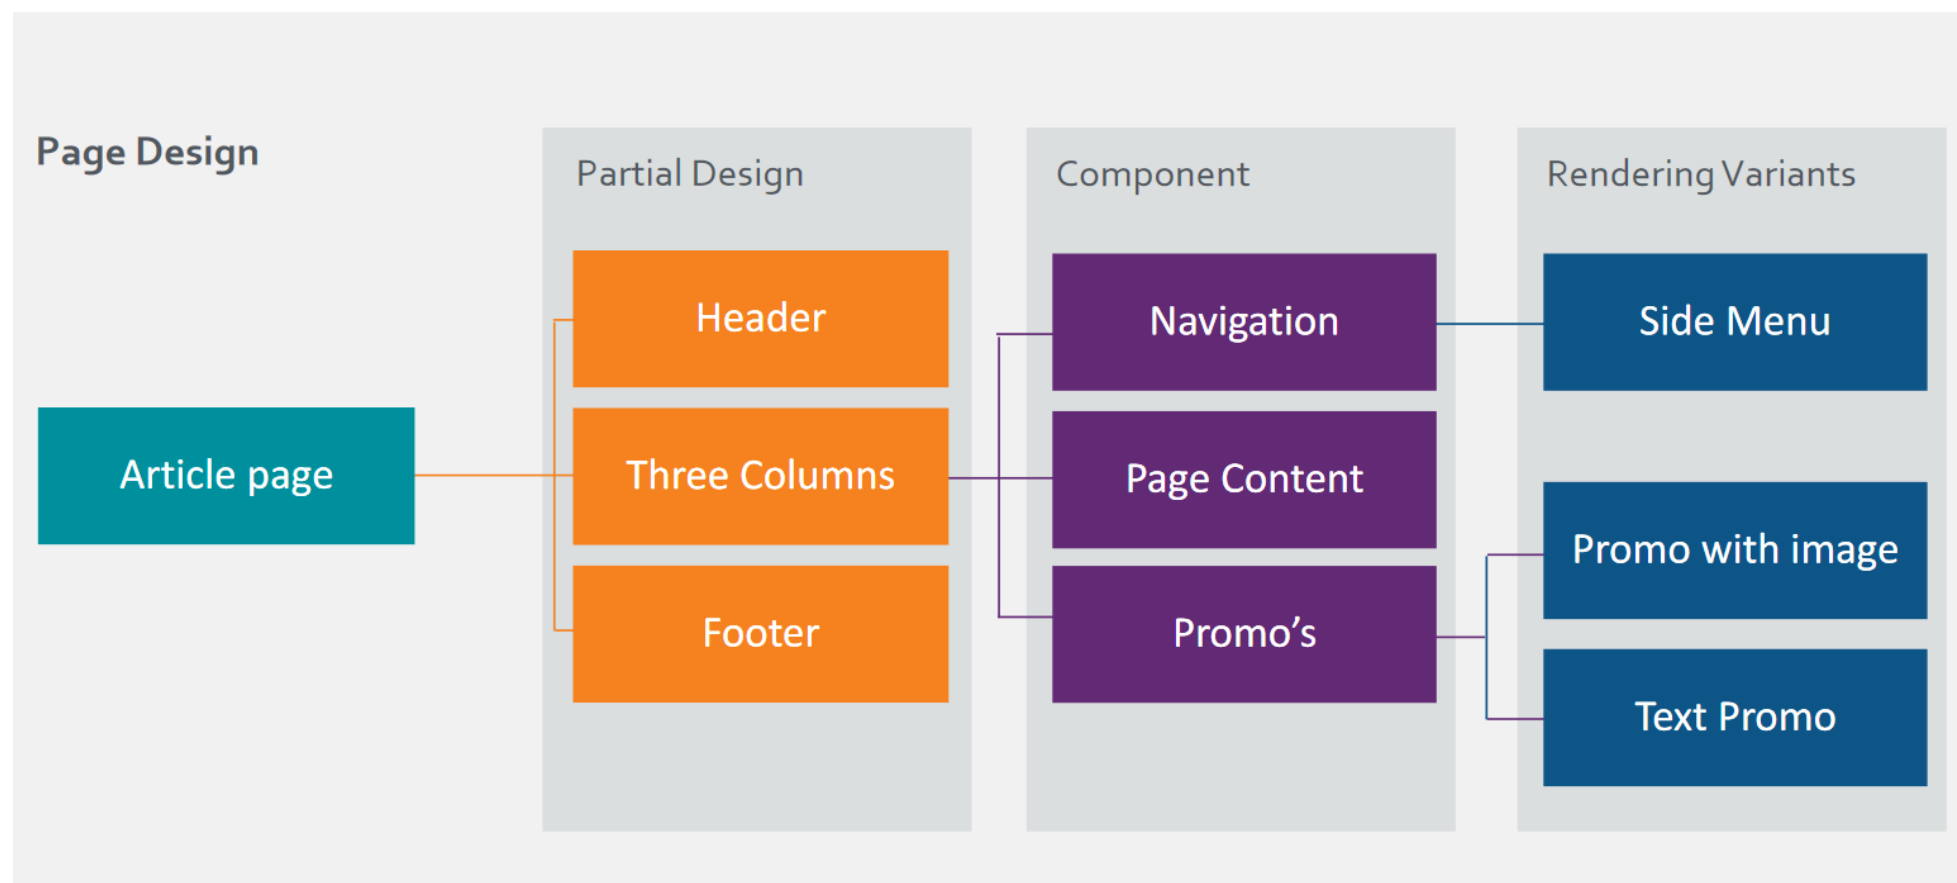 Page Design
Partial Design
Component
Rendering Variants
Header
Navigation
Side Menu
Article page
Three Columns
Page Content
Promo with image
Footer
Promo’s
Text Promo